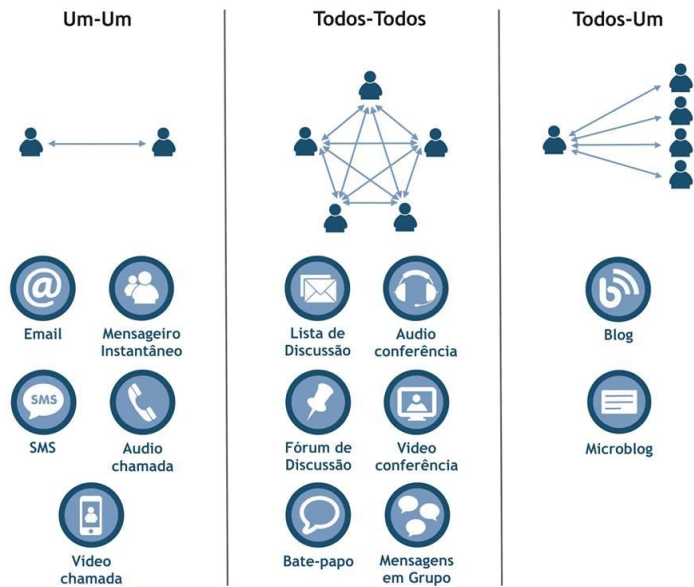 Um-Um
Todos-Todos
Todos-Um
Email
Mensageiro
Instantâneo
SMS
SMS
Audio
chamada
Vídeo
chamada
Lista de
Discussão
Audio
conferência
Fórum de
Discussão
Video
conferência
Bate-papo
Mensagens
em Grupo
Blog
Microblog